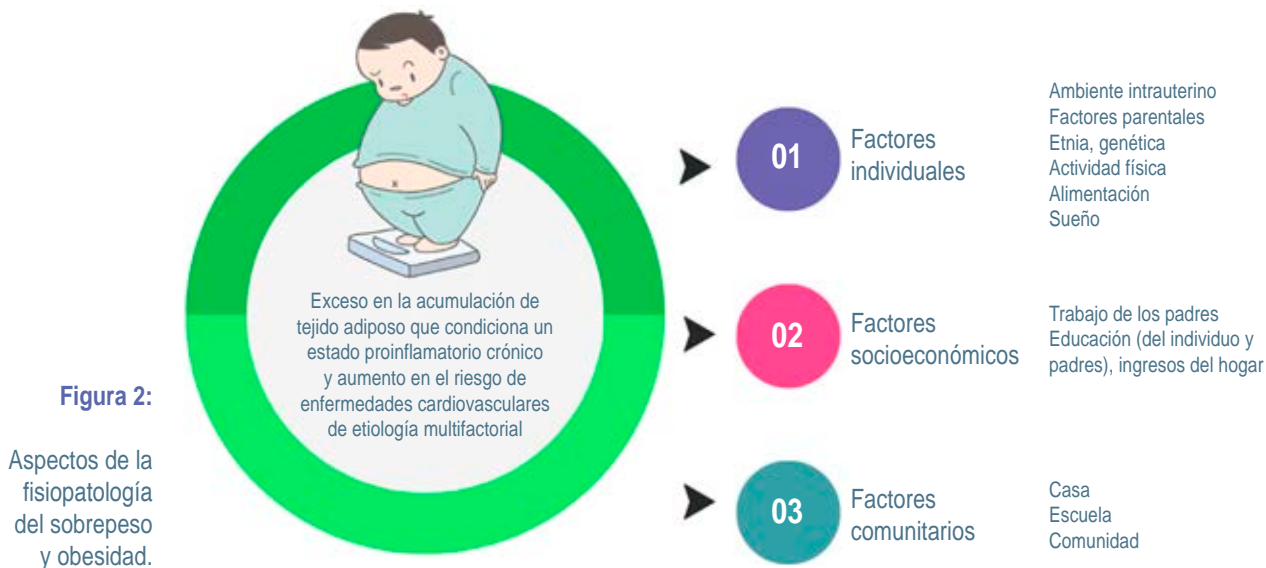 Figura 2:
Aspectos de la
fisiopatología
del sobrepeso
y obesidad.
Exceso en la acumulación de
tejido adiposo que condiciona un
estado proinflamatorio crónico
y aumento en el riesgo de
enfermedades cardiovasculares
de etiología multifactorial
01
Factores
individuales
Ambiente intrauterino
Factores parentales
Etnia, genética
Actividad física
Alimentación
Sueño
02
Factores
socioeconómicos
Trabajo de los padres
Educación (del individuo y
padres), ingresos del hogar
03
Factores
comunitarios
Casa
Escuela
Comunidad